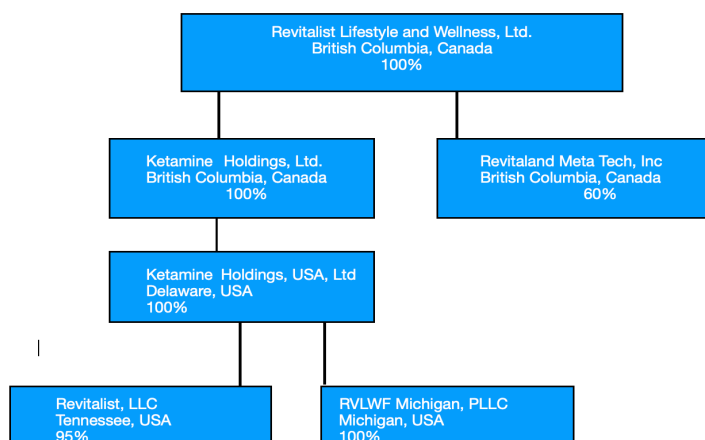 Revitalist Lifestyle and Wellness, Ltd.
British Columbia, Canada
100%
Ketamine Holdings, Ltd.
British Columbia, Canada
100%
Revitaland Meta Tech, Inc
British Columbia, Canada
60%
Ketamine Holdings, USA, Ltd
Delaware, USA
100%
Revitalist, LLC
Tennessee, USA
95%
RVLWF Michigan, PLLC
Michigan, USA
100%